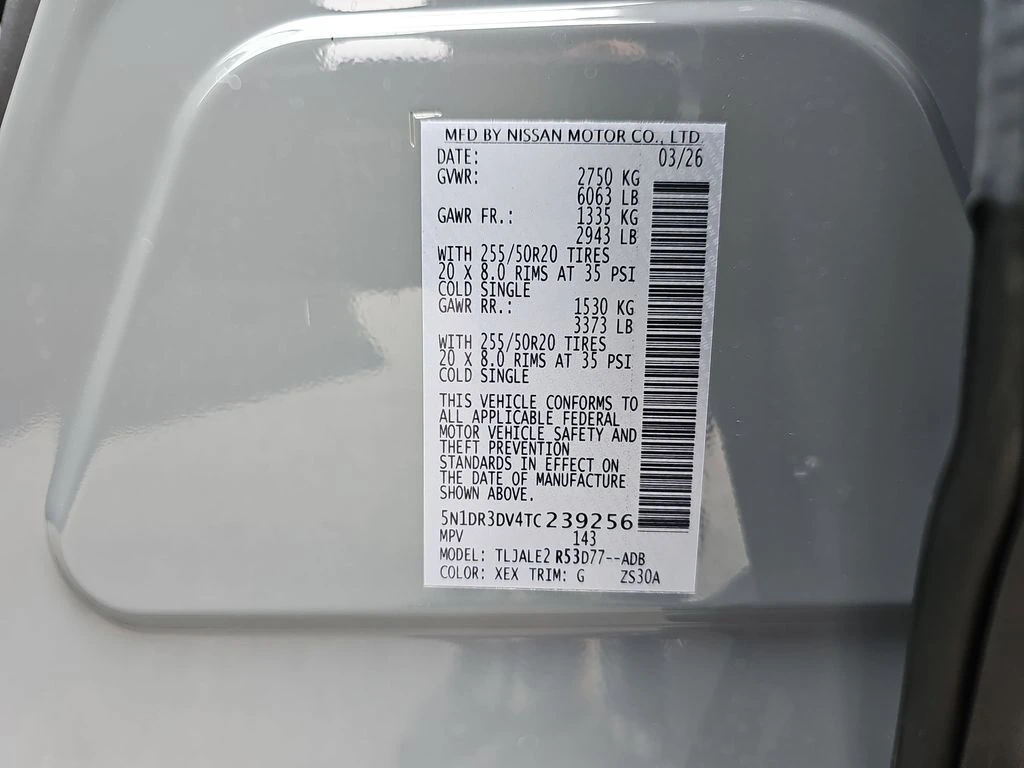 MFD BY NISSAN MOTOR CO., LTD
DATE: 03/26
GVWR: 2750 KG
6063 LB
GAWR FR.: 1335 KG
2943 LB
WITH 255/50R20 TIRES
20 X 8.0 RIMS AT 35 PSI
COLD SINGLE
GAWR RR.: 1530 KG
3373 LB
WITH 255/50R20 TIRES
20 X 8.0 RIMS AT 35 PSI
COLD SINGLE
THIS VEHICLE CONFORMS TO
ALL APPLICABLE FEDERAL
MOTOR VEHICLE SAFETY AND
THEFT PREVENTION
STANDARDS IN EFFECT ON
THE DATE OF MANUFACTURE
SHOWN ABOVE.
5N1DR3DV4TC239256
MPV 143
MODEL: TLJALE2 R53D77--ADB
COLOR: XEX TRIM: G ZS30A